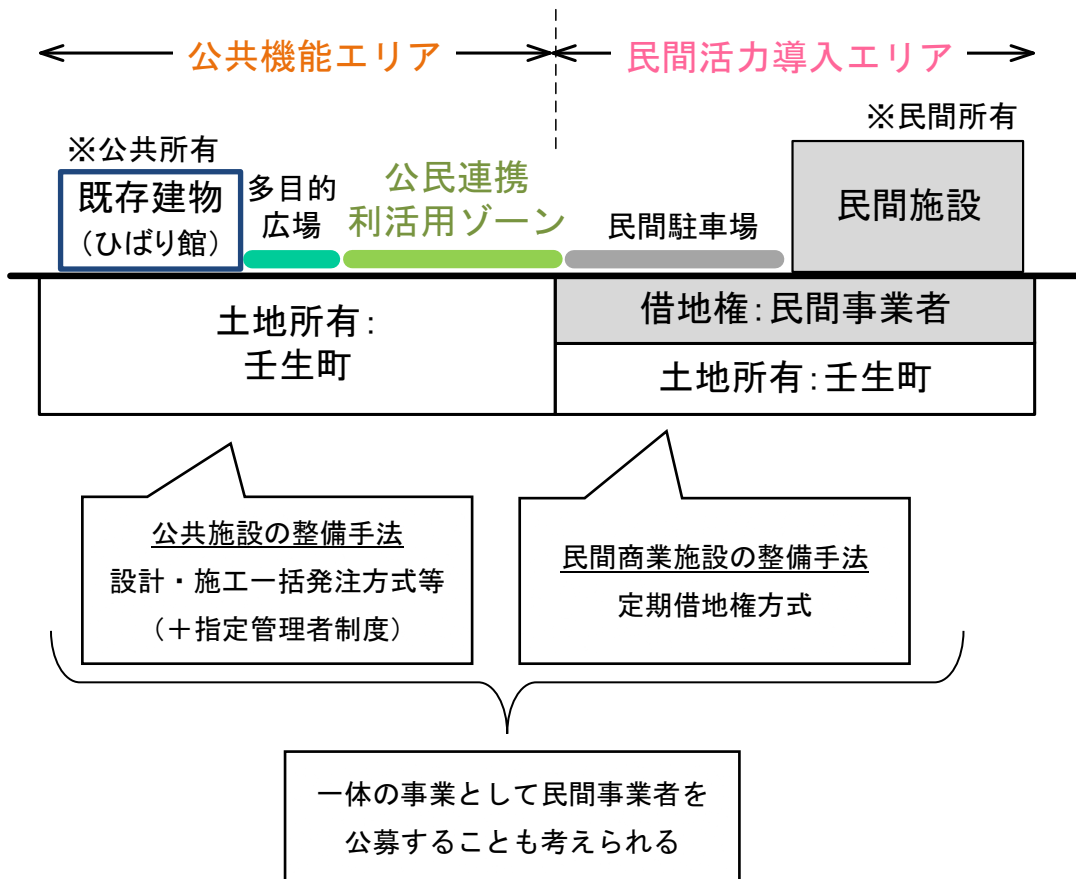 公共機能エリア
民間活力導入エリア
※公共所有
※民間所有
既存建物
（ひばり館）
多目的
広場
公民連携
利活用ゾーン
民間駐車場
民間施設
土地所有：
壬生町
借地権：民間事業者
土地所有：壬生町
公共施設の整備手法
設計・施工一括発注方式等
（＋指定管理者制度）
民間商業施設の整備手法
定期借地権方式
一体の事業として民間事業者を
公募することも考えられる